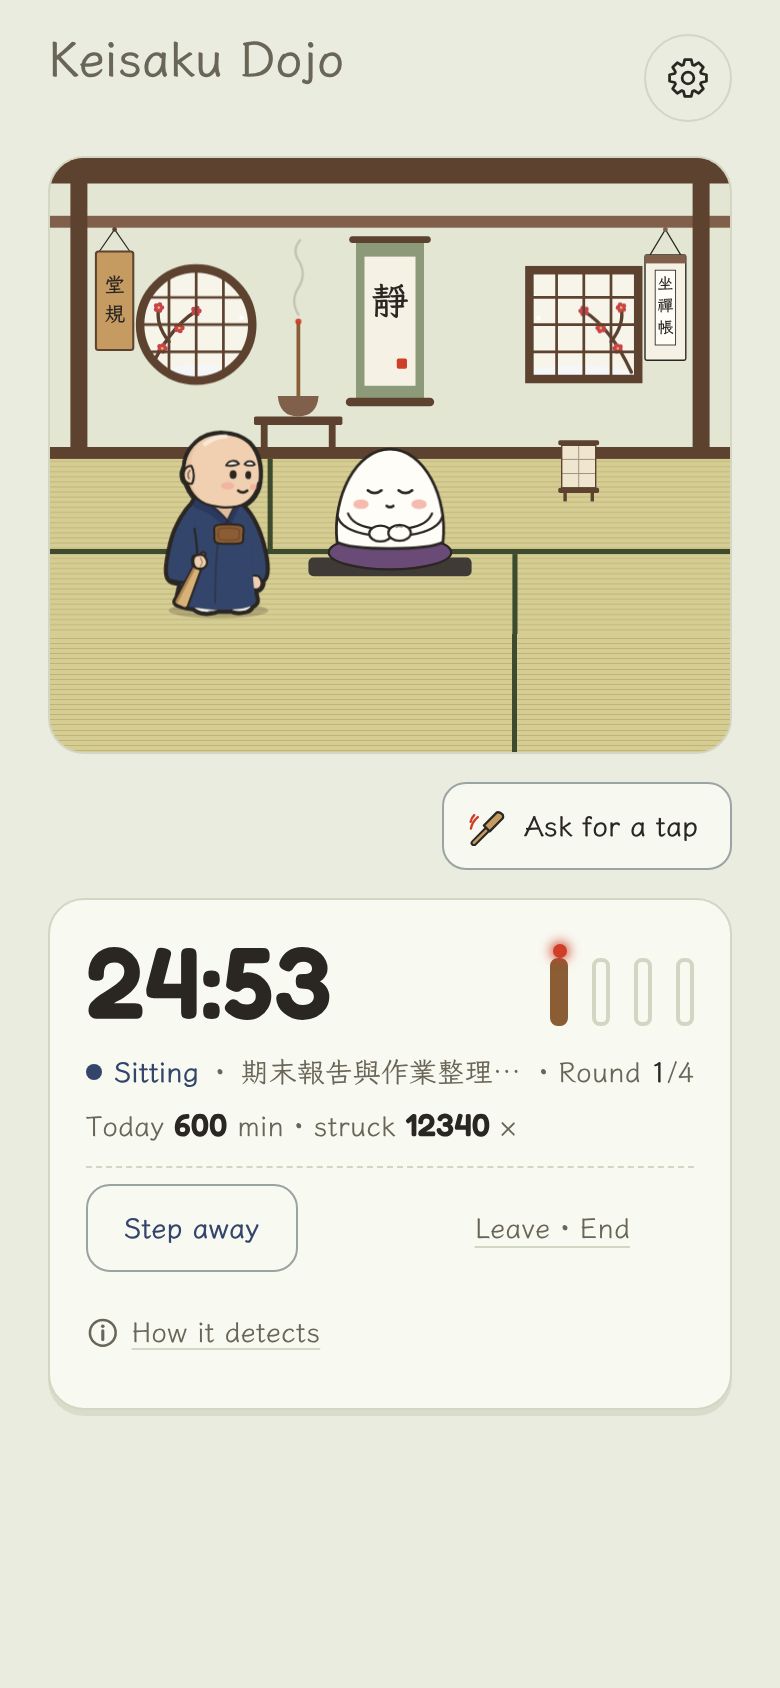 Keisaku Dojo
堂規
靜
坐禪帳
Ask for a tap
24:53
Sitting · 期末報告與作業整理… · Round 1/4
Today 600 min · struck 12340 ×
Step away
Leave · End
How it detects